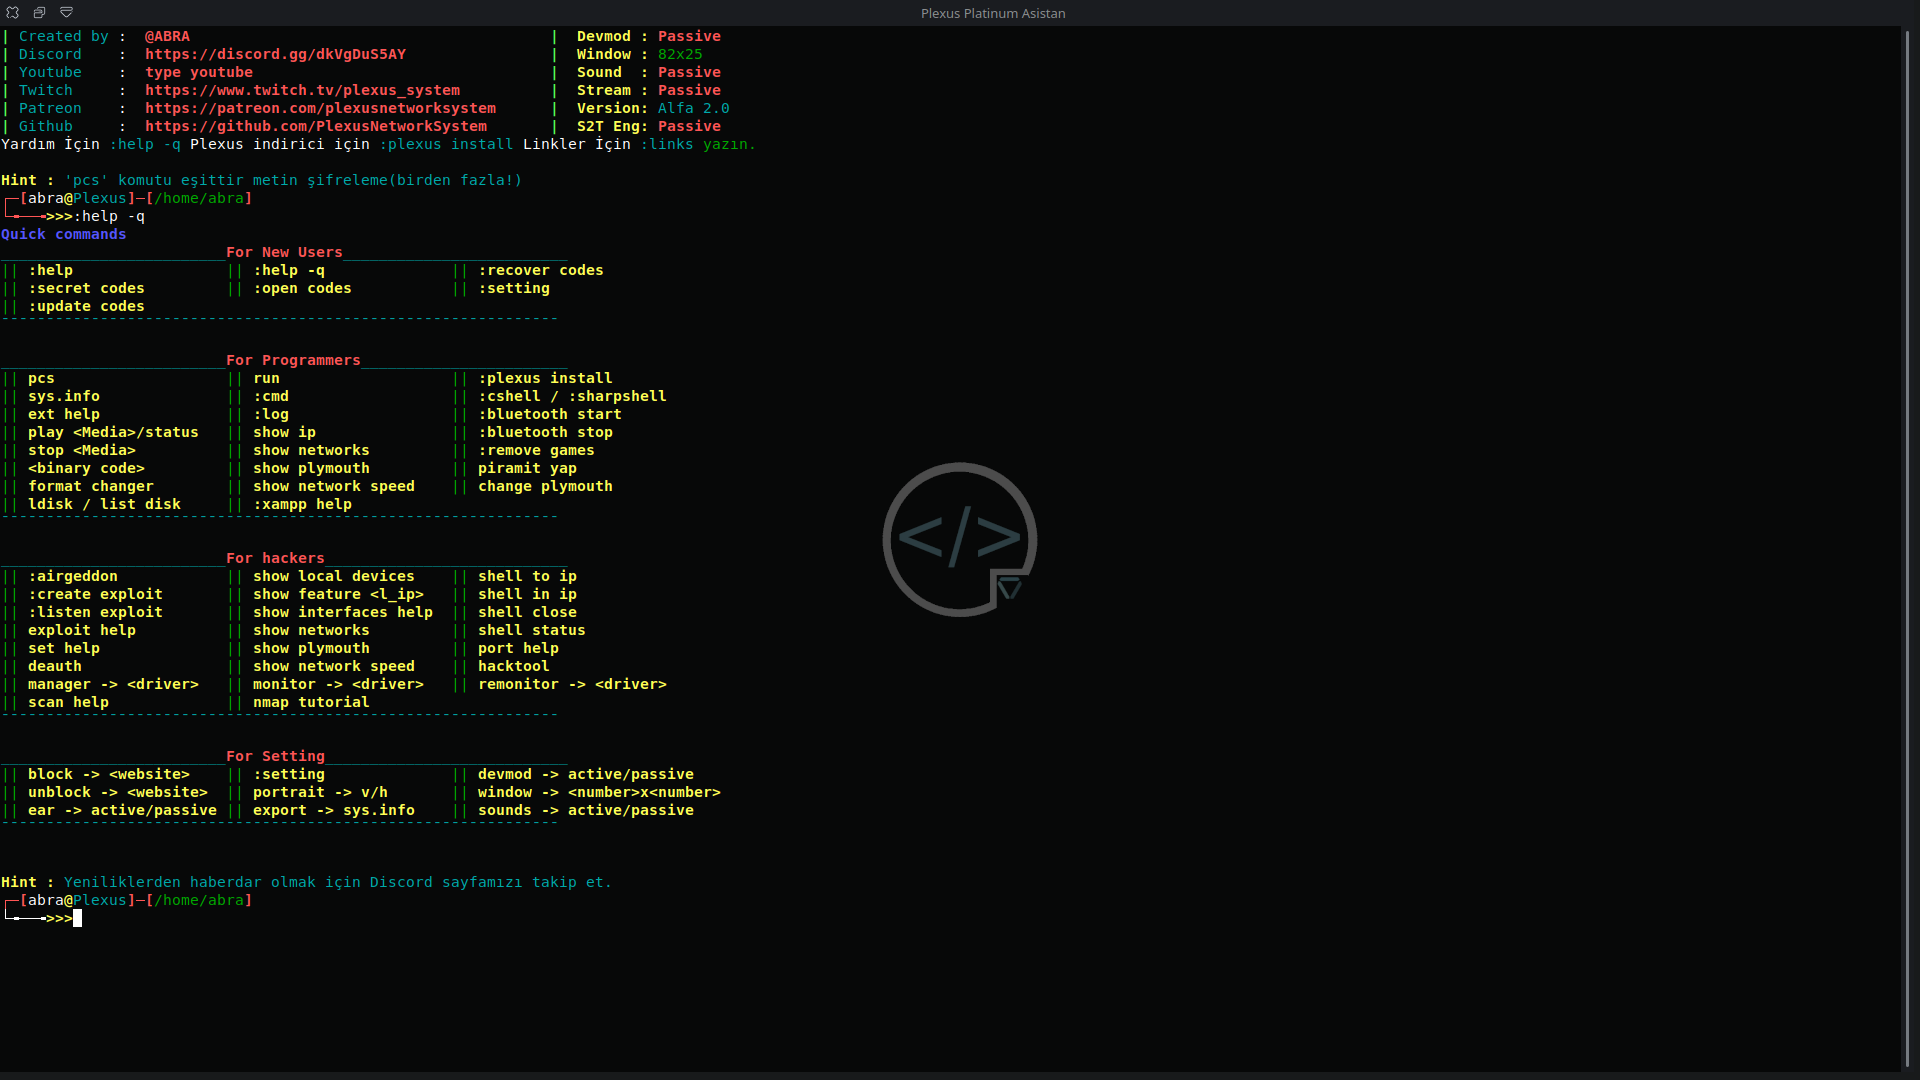 Plexus Platinum Asistan
| Created by :  @ABRA                                        |  Devmod : Passive
| Discord    :  https://discord.gg/dkVgDuS5AY                |  Window : 82x25
| Youtube    :  type youtube                                 |  Sound  : Passive
| Twitch     :  https://www.twitch.tv/plexus_system          |  Stream : Passive
| Patreon    :  https://patreon.com/plexusnetworksystem      |  Version: Alfa 2.0
| Github     :  https://github.com/PlexusNetworkSystem       |  S2T Eng: Passive
Yardım İçin :help -q Plexus indirici için :plexus install Linkler İçin :links yazın.
Hint : 'pcs' komutu eşittir metin şifreleme(birden fazla!)
┌─[abra@Plexus]─[/home/abra]
└╼───╾>>>:help -q
Quick commands
_________________________For New Users_________________________
|| :help                 || :help -q              || :recover codes
|| :secret codes         || :open codes           || :setting
|| :update codes
--------------------------------------------------------------
_________________________For Programmers_______________________
|| pcs                   || run                   || :plexus install
|| sys.info              || :cmd                  || :cshell / :sharpshell
|| ext help              || :log                  || :bluetooth start
|| play <Media>/status   || show ip               || :bluetooth stop
|| stop <Media>          || show networks         || :remove games
|| <binary code>         || show plymouth         || piramit yap
|| format changer        || show network speed    || change plymouth
|| ldisk / list disk     || :xampp help
--------------------------------------------------------------
_________________________For hackers___________________________
|| :airgeddon            || show local devices    || shell to ip
|| :create exploit       || show feature <l_ip>   || shell in ip
|| :listen exploit       || show interfaces help  || shell close
|| exploit help          || show networks         || shell status
|| set help              || show plymouth         || port help
|| deauth                || show network speed    || hacktool
|| manager -> <driver>   || monitor -> <driver>   || remonitor -> <driver>
|| scan help             || nmap tutorial
--------------------------------------------------------------
_________________________For Setting___________________________
|| block -> <website>    || :setting              || devmod -> active/passive
|| unblock -> <website>  || portrait -> v/h       || window -> <number>x<number>
|| ear -> active/passive || export -> sys.info    || sounds -> active/passive
--------------------------------------------------------------
</>
Hint : Yeniliklerden haberdar olmak için Discord sayfamızı takip et.
┌─[abra@Plexus]─[/home/abra]
└╼───╾>>>